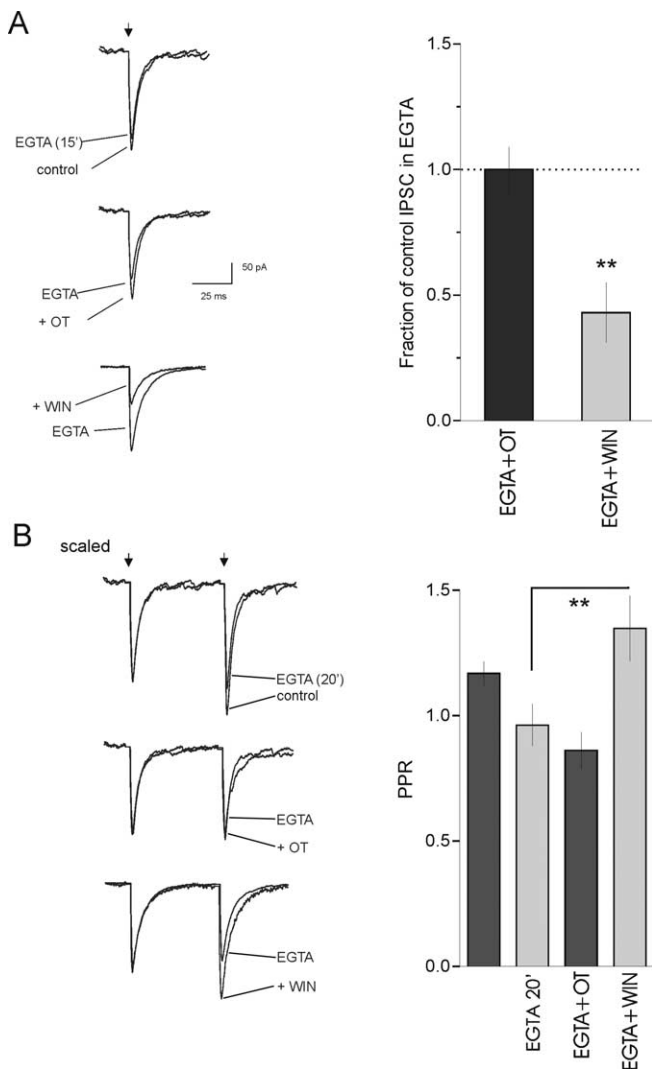 A
EGTA (15')
control
EGTA
+ OT
50 pA
25 ms
+ WIN
EGTA
Fraction of control IPSC in EGTA
1.5
1.0
0.5
0.0
**
EGTA+OT
EGTA+WIN
B
scaled
EGTA (20')
control
EGTA
+ OT
EGTA
+ WIN
PPR
1.5
1.0
0.5
0.0
**
EGTA 20'
EGTA+OT
EGTA+WIN